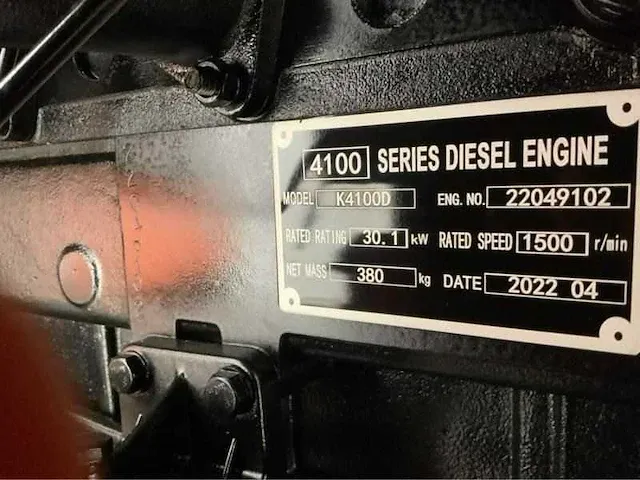 4100 SERIES DIESEL ENGINE
MODEL K4100D ENG. NO. 22049102
RATED RATING 30.1 kW RATED SPEED 1500 r/min
NET MASS 380 kg DATE 2022 04